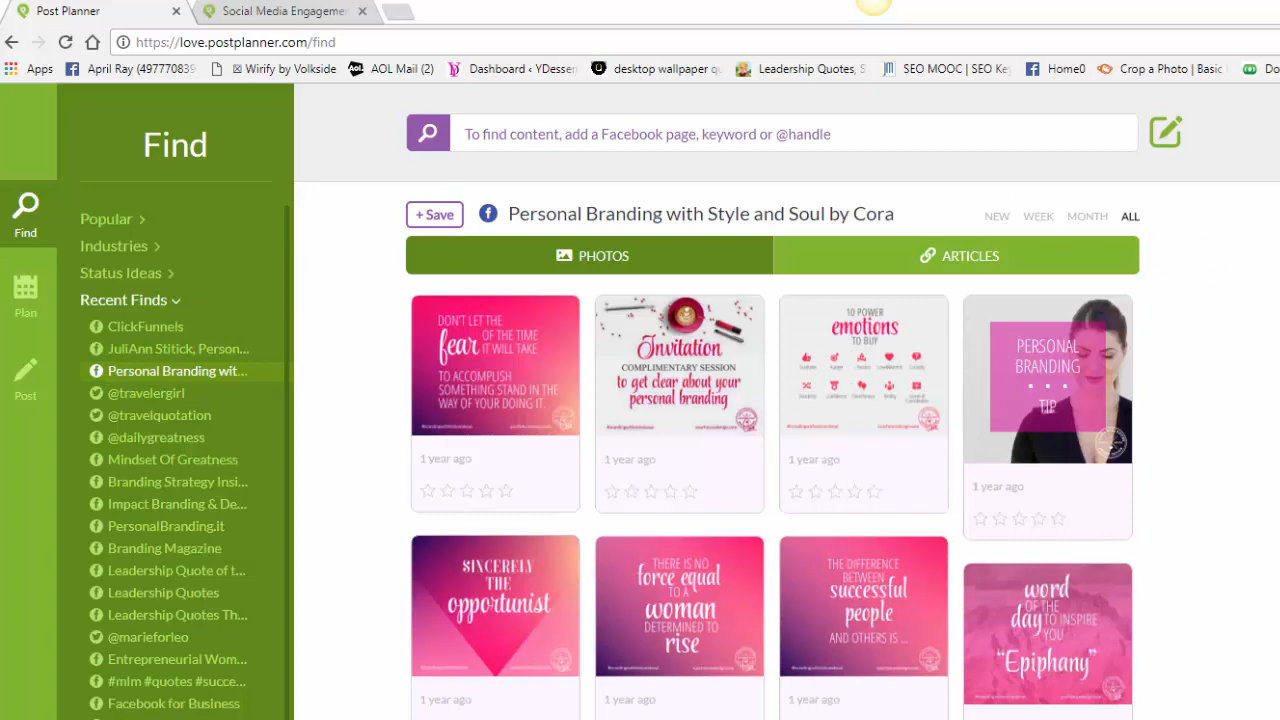 Post Planner
Social Media Engageme
https://love.postplanner.com/find
Apps
April Ray (497770839
Wirify by Volkside
AOL Mail (2)
Dashboard ‹ YDessen
desktop wallpaper qu
Leadership Quotes, S
SEO MOOC | SEO Key
Home0
Crop a Photo | Basic
Do
Find
Plan
Post
Find
Popular
Industries
Status Ideas
Recent Finds
ClickFunnels
JuliAnn Stitick, Person...
Personal Branding wit...
@travelergirl
@travelquotation
@dailygreatness
Mindset Of Greatness
Branding Strategy Insi...
Impact Branding & De...
PersonalBranding.it
Branding Magazine
Leadership Quote of t...
Leadership Quotes
Leadership Quotes Th...
@marieforleo
Entrepreneurial Wom...
#mlm #quotes #succe...
Facebook for Business
To find content, add a Facebook page, keyword or @handle
+ Save
Personal Branding with Style and Soul by Cora
NEW WEEK MONTH ALL
PHOTOS
ARTICLES
DON'T LET THE
fear OF THE TIME
IT WILL TAKE
TO ACCOMPLISH
SOMETHING STAND IN THE
WAY OF YOUR DOING IT.
1 year ago
Invitation
COMPLIMENTARY SESSION
to get clear about your
personal branding
1 year ago
10 POWER
emotions
TO BUY
1 year ago
PERSONAL
BRANDING
TIP
1 year ago
SINCERELY
THE
opportunist
1 year ago
THERE IS NO
force equal
TO A
woman
DETERMINED TO
rise
1 year ago
THE DIFFERENCE
BETWEEN
successful
people
AND OTHERS IS ...
1 year ago
word
OF THE
day TO INSPIRE
YOU
“Epiphany”